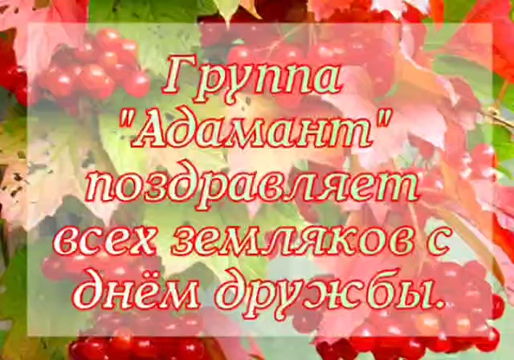 Группа
"Адамант"
поздравляет
всех земляков с
днём дружбы.